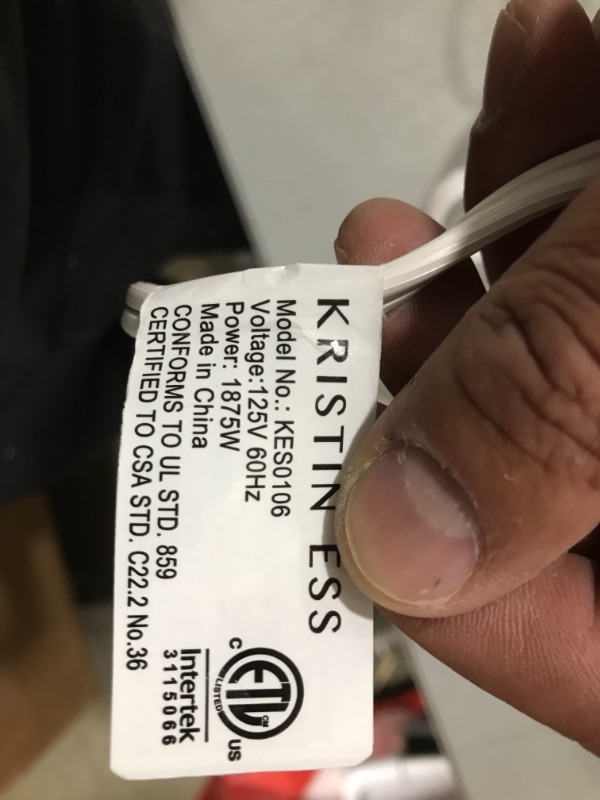 KRISTIN ESS
Model No.: KES0106
Voltage:125V 60Hz
Power: 1875W
Made in China
CONFORMS TO UL STD. 859
CERTIFIED TO CSA STD. C22.2 No.36
C ETL CM US
LISTED
Intertek
3115066